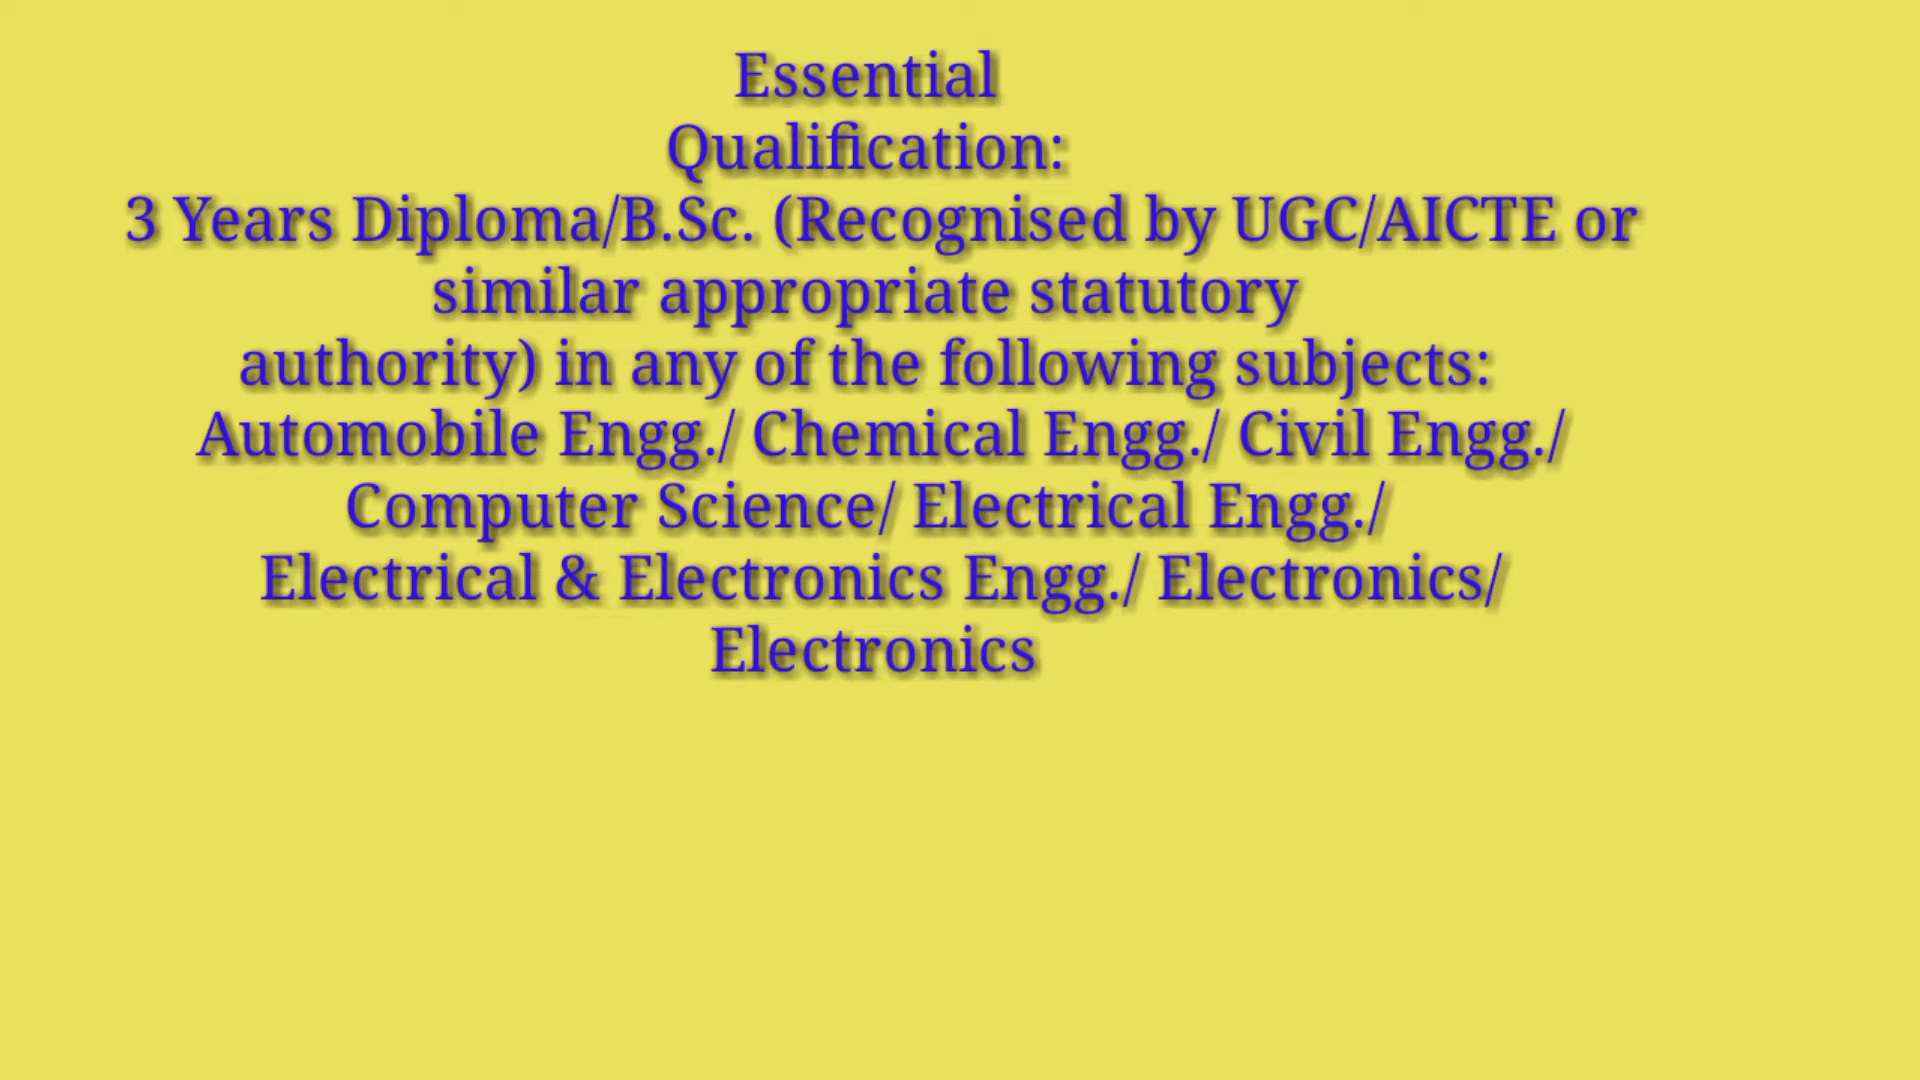 Essential
Qualification:
3 Years Diploma/B.Sc. (Recognised by UGC/AICTE or
similar appropriate statutory
authority) in any of the following subjects:
Automobile Engg./ Chemical Engg./ Civil Engg./
Computer Science/ Electrical Engg./
Electrical & Electronics Engg./ Electronics/
Electronics